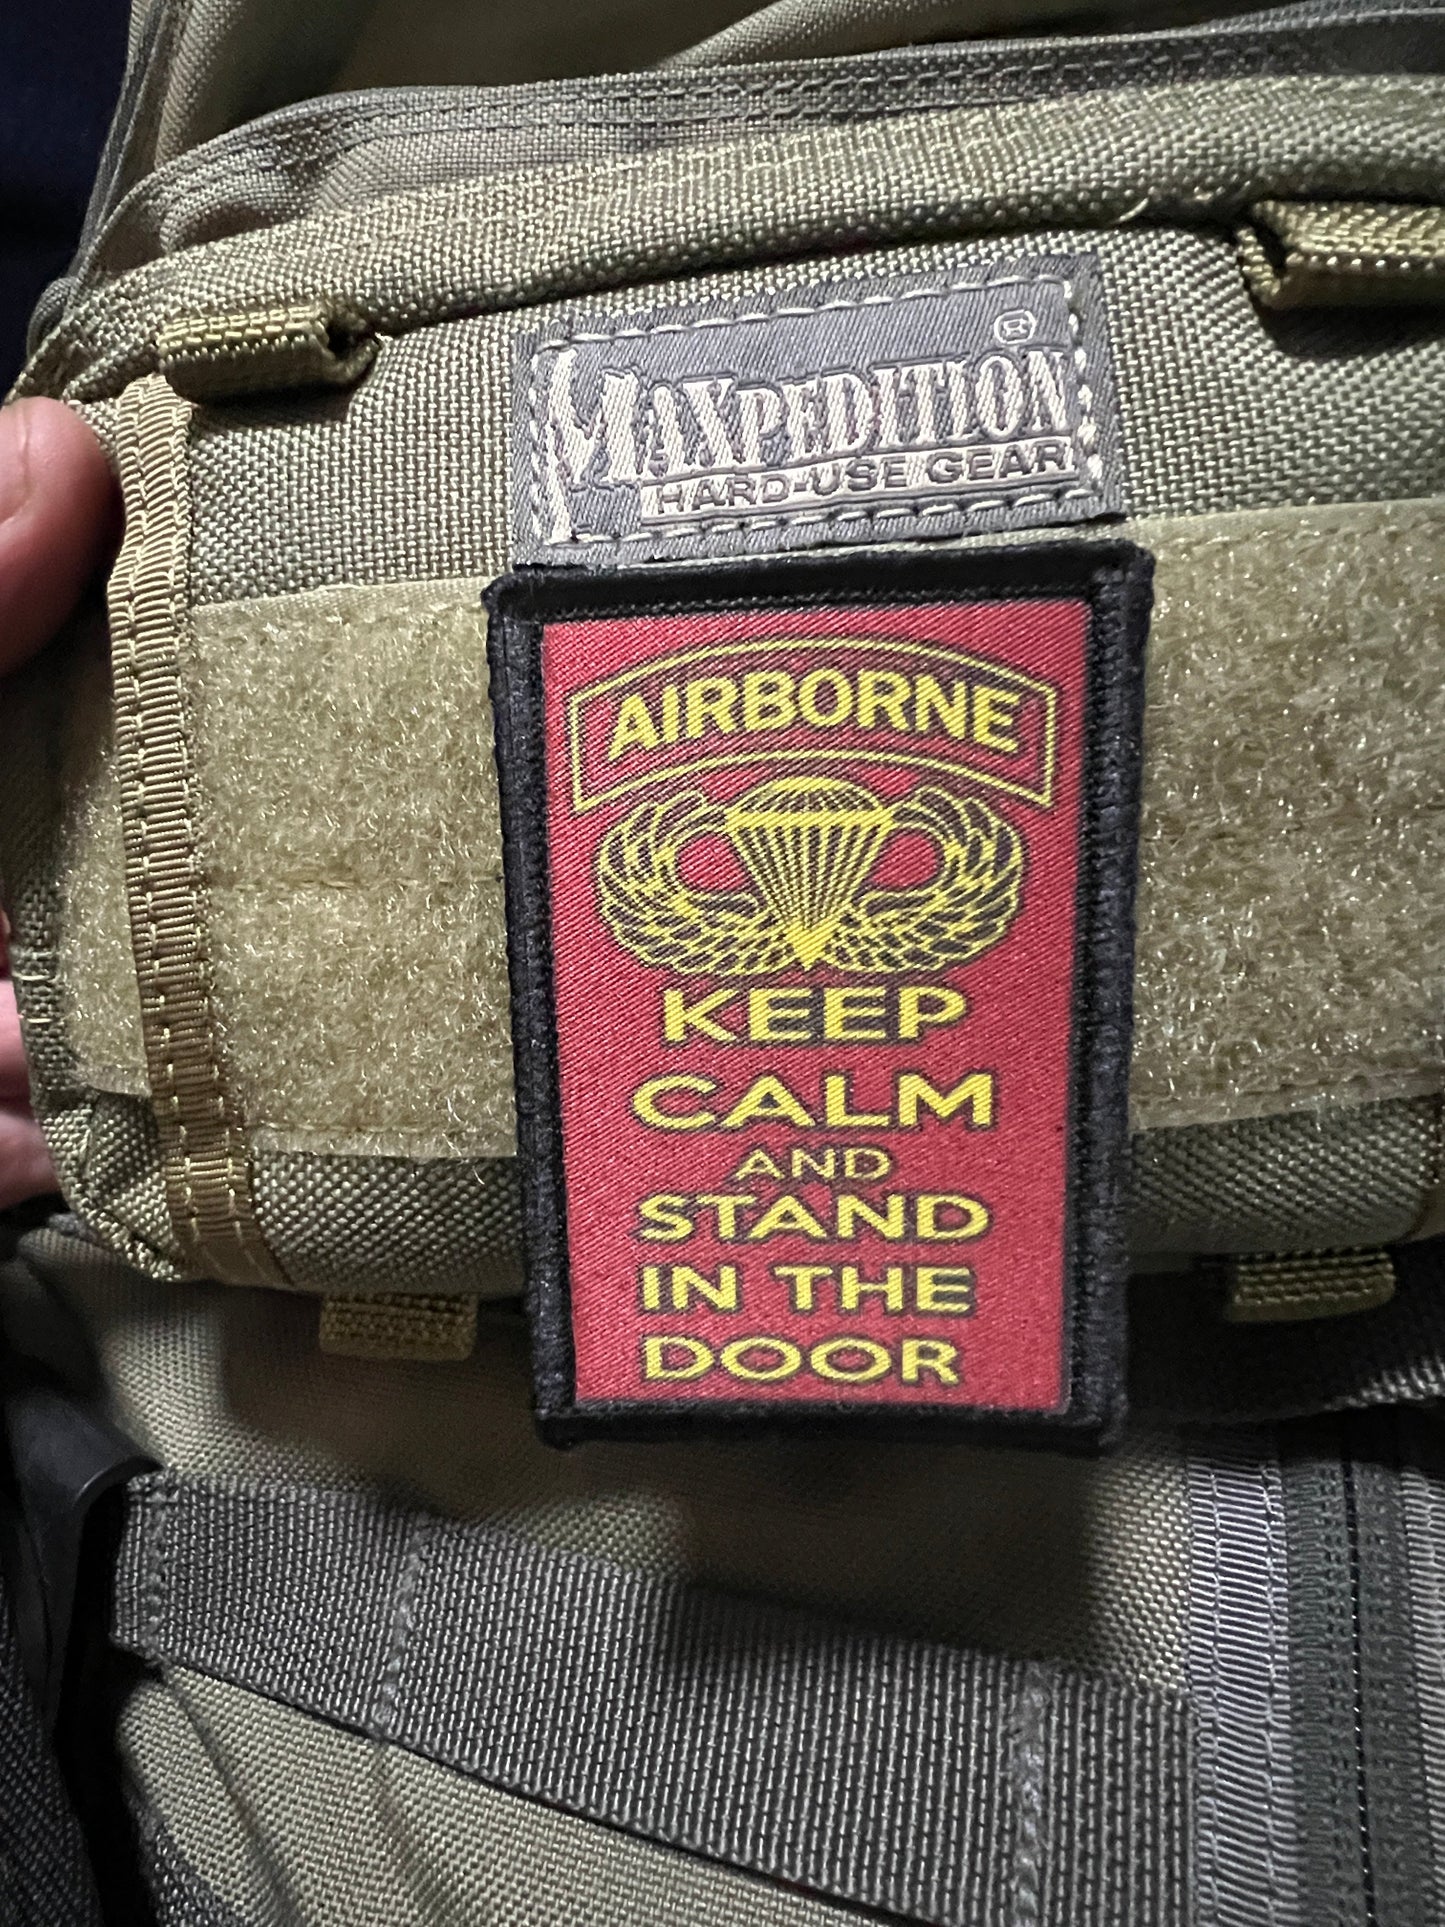 ®
MAXPEDITION
HARD-USE GEAR
AIRBORNE
KEEP
CALM
AND
STAND
IN THE
DOOR